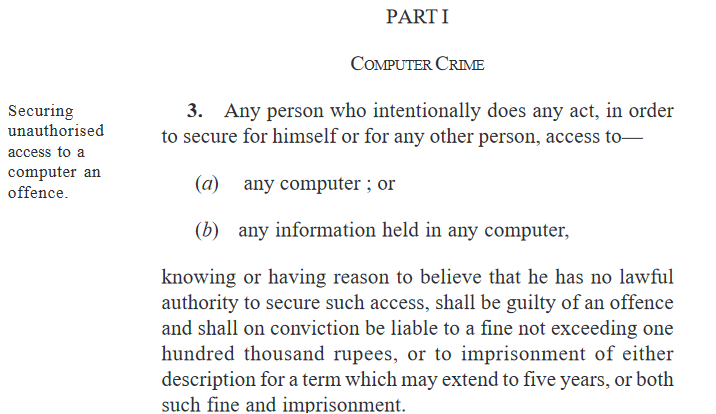 PART I
COMPUTER CRIME
Securing
unauthorised
access to a
computer an
offence.
3. Any person who intentionally does any act, in order
to secure for himself or for any other person, access to—
(a) any computer ; or
(b) any information held in any computer,
knowing or having reason to believe that he has no lawful
authority to secure such access, shall be guilty of an offence
and shall on conviction be liable to a fine not exceeding one
hundred thousand rupees, or to imprisonment of either
description for a term which may extend to five years, or both
such fine and imprisonment.